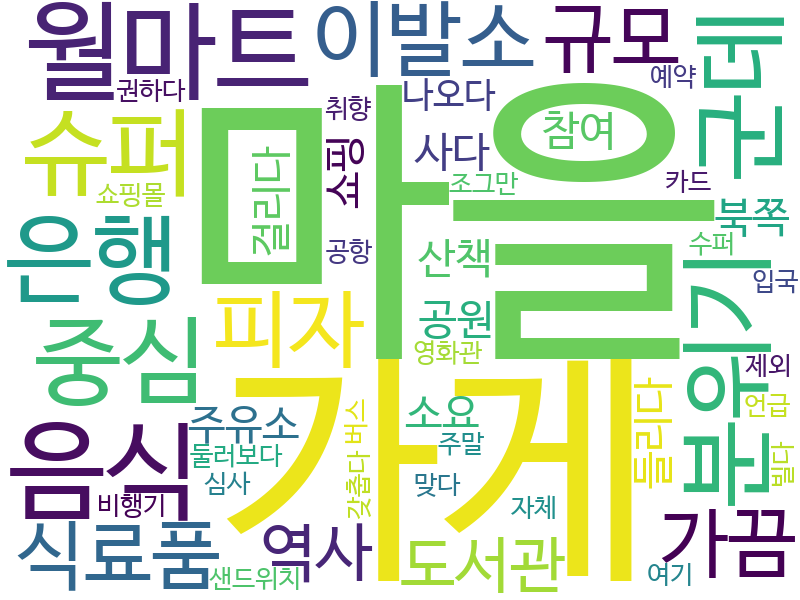 월마트
이발소
규모
군데
권하다
예약
취향
나오다
슈퍼
마을
참여
쇼핑
사다
걸리다
쇼핑몰
조그만
카드
북쪽
은행
공항
산책
수퍼
분위기
입국
피자
공원
중심
영화관
제외
가게
들리다
언급
갖춥다 버스
주유소
소요
음식
둘러보다
주말
빌다
심사
맞다
비행기
자체
가끔
식료품
역사
도서관
샌드위치
여기